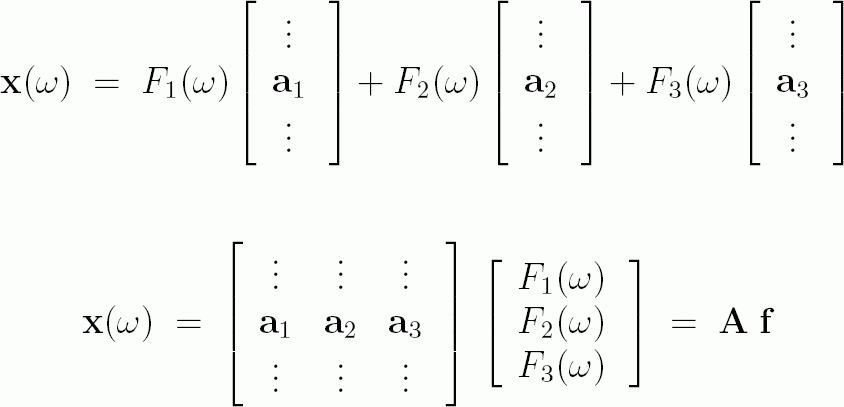 x(ω) = F₁(ω) [ ⋮ a₁ ⋮ ] + F₂(ω) [ ⋮ a₂ ⋮ ] + F₃(ω) [ ⋮ a₃ ⋮ ]
x(ω) = [ ⋮ ⋮ ⋮ a₁ a₂ a₃ ⋮ ⋮ ⋮ ] [ F₁(ω) F₂(ω) F₃(ω) ] = A f